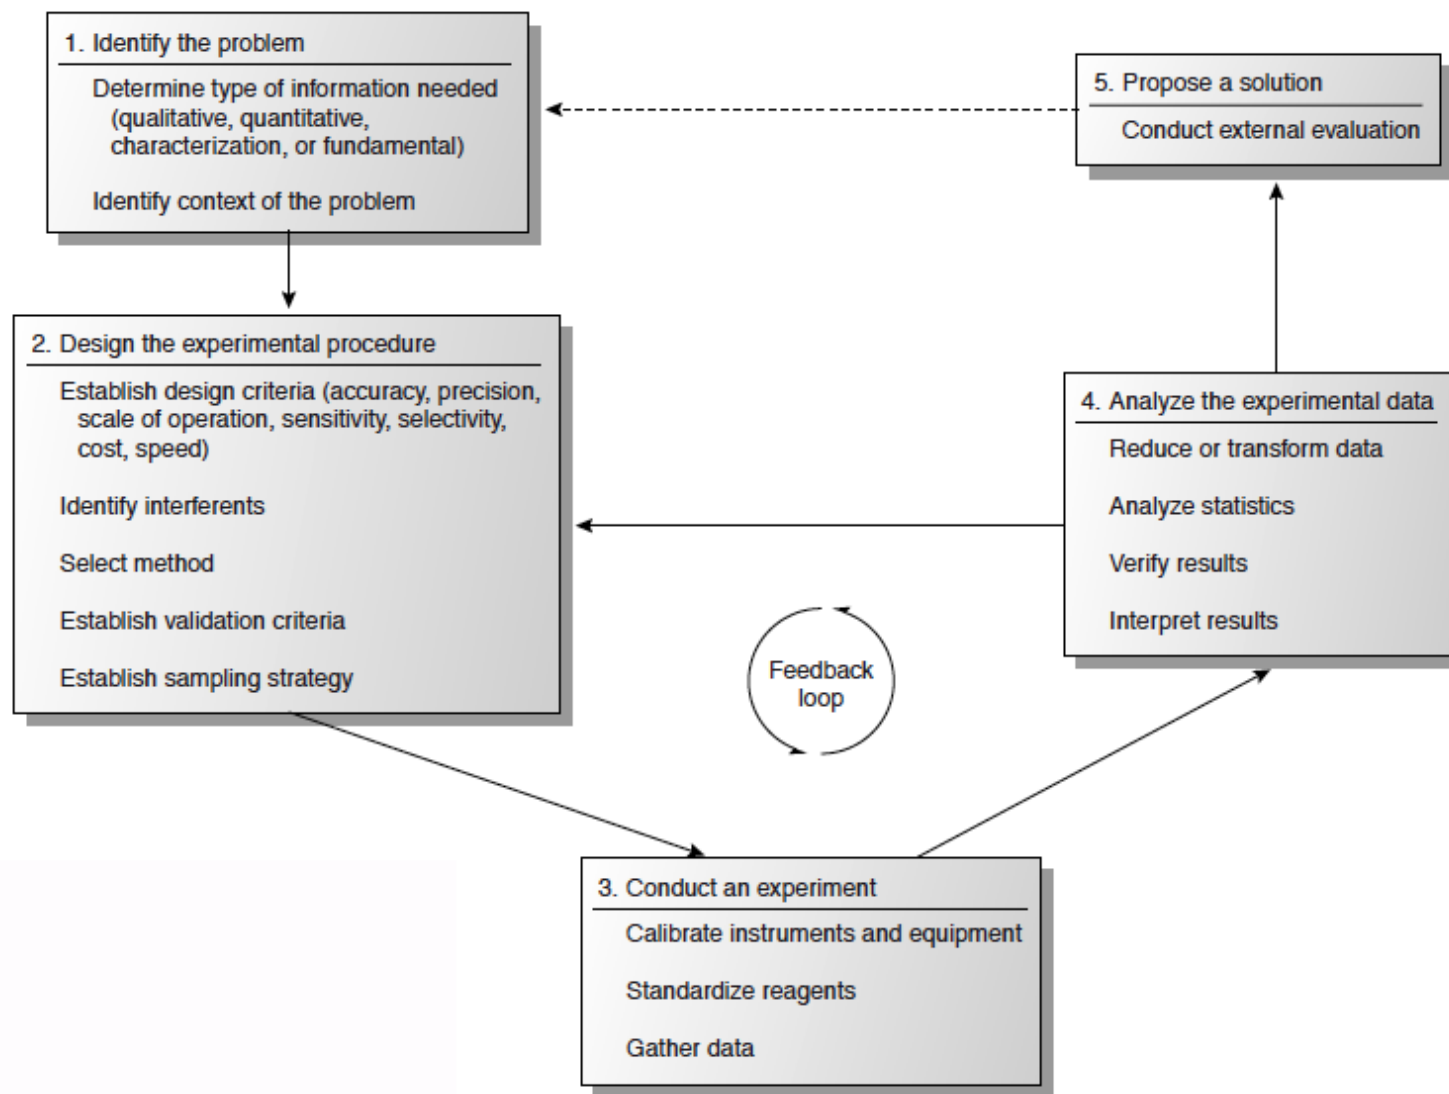 1. Identify the problem
Determine type of information needed
(qualitative, quantitative,
characterization, or fundamental)
Identify context of the problem
2. Design the experimental procedure
Establish design criteria (accuracy, precision,
scale of operation, sensitivity, selectivity,
cost, speed)
Identify interferents
Select method
Establish validation criteria
Establish sampling strategy
3. Conduct an experiment
Calibrate instruments and equipment
Standardize reagents
Gather data
4. Analyze the experimental data
Reduce or transform data
Analyze statistics
Verify results
Interpret results
5. Propose a solution
Conduct external evaluation
Feedback
loop